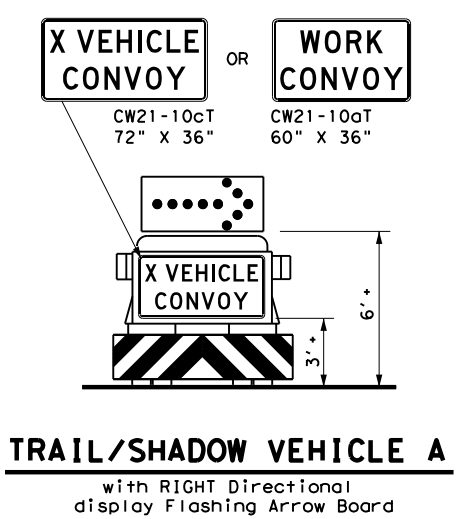 X VEHICLE
CONVOY
OR
WORK
CONVOY
CW21-10cT
72" X 36"
CW21-10aT
60" X 36"
X VEHICLE
CONVOY
6'+
3'+
TRAIL/SHADOW VEHICLE A
with RIGHT Directional
display Flashing Arrow Board